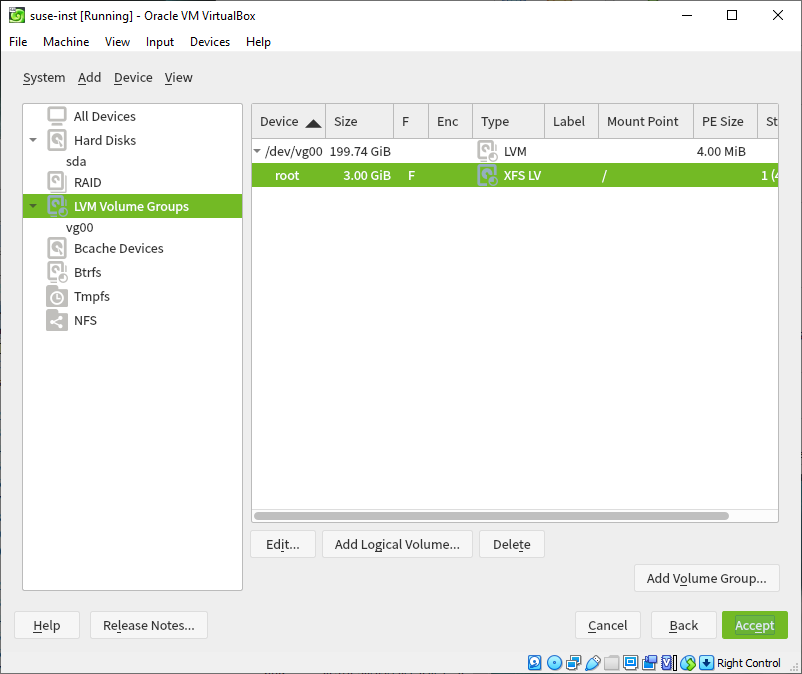 suse-inst [Running] - Oracle VM VirtualBox
File Machine View Input Devices Help
System Add Device View
All Devices
Hard Disks
sda
RAID
LVM Volume Groups
vg00
Bcache Devices
Btrfs
Tmpfs
NFS
Device Size F Enc Type Label Mount Point PE Size St
/dev/vg00 199.74 GiB LVM 4.00 MiB
root 3.00 GiB F XFS LV / 1 (4
Edit... Add Logical Volume... Delete
Add Volume Group...
Help Release Notes... Cancel Back Accept
Right Control